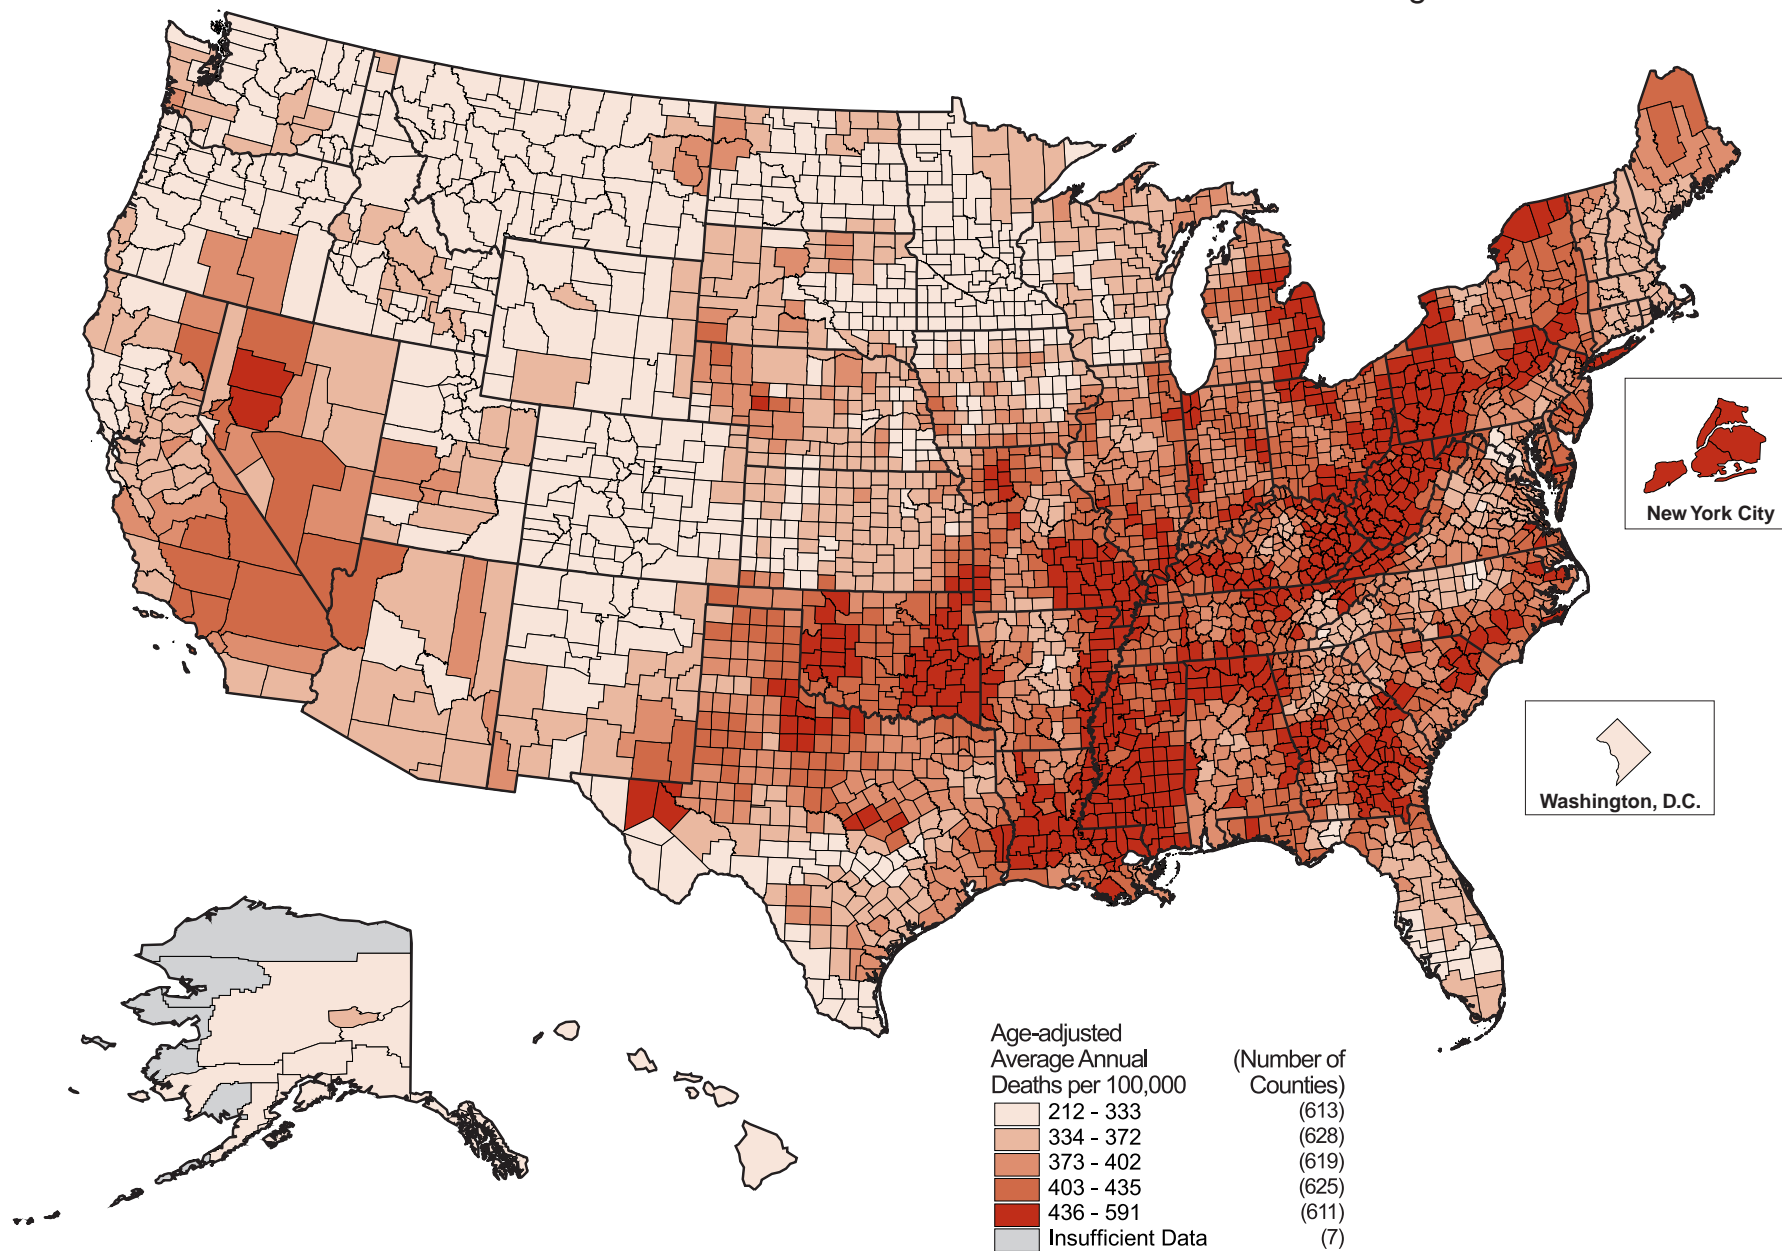 New York City
Washington, D.C.
Age-adjusted
Average Annual (Number of
Deaths per 100,000 Counties)
212 - 333 (613)
334 - 372 (628)
373 - 402 (619)
403 - 435 (625)
436 - 591 (611)
Insufficient Data (7)